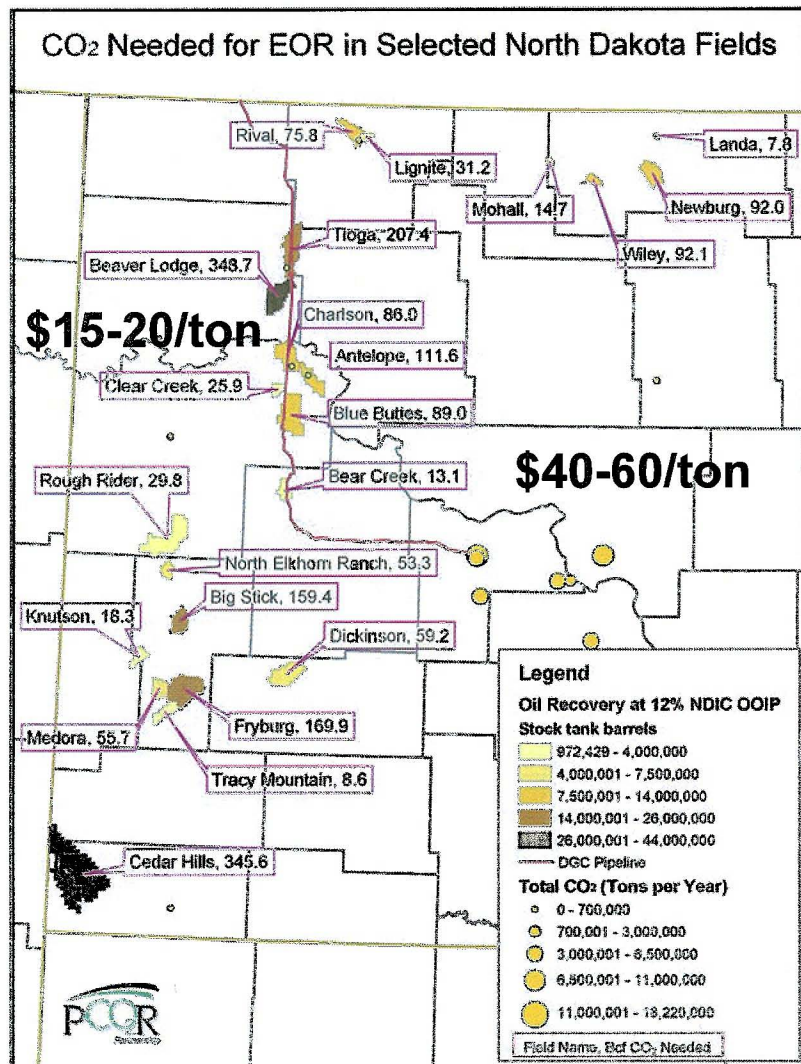 CO2 Needed for EOR in Selected North Dakota Fields
Rival, 75.8
Landa, 7.8
Lignite, 31.2
Mohall, 14.7
Newburg, 92.0
Tioga, 207.4
Wiley, 92.1
Beaver Lodge, 348.7
Charlson, 86.0
$15-20/ton
Antelope, 111.6
Clear Creek, 25.9
Blue Buttes, 89.0
$40-60/ton
Bear Creek, 13.1
Rough Rider, 29.8
North Elkhorn Ranch, 53.3
Big Stick, 159.4
Knutson, 18.3
Dickinson, 59.2
Fryburg, 169.9
Medora, 55.7
Tracy Mountain, 8.6
Cedar Hills, 345.6
Legend
Oil Recovery at 12% NDIC OOIP
Stock tank barrels
972,429 - 4,000,000
4,000,001 - 7,500,000
7,500,001 - 14,000,000
14,000,001 - 26,000,000
26,000,001 - 44,000,000
DGC Pipeline
Total CO2 (Tons per Year)
0 - 700,000
700,001 - 3,000,000
3,000,001 - 6,500,000
6,500,001 - 11,000,000
11,000,001 - 18,220,000
Field Name, Bcf CO2 Needed
PCO2R
Partnership